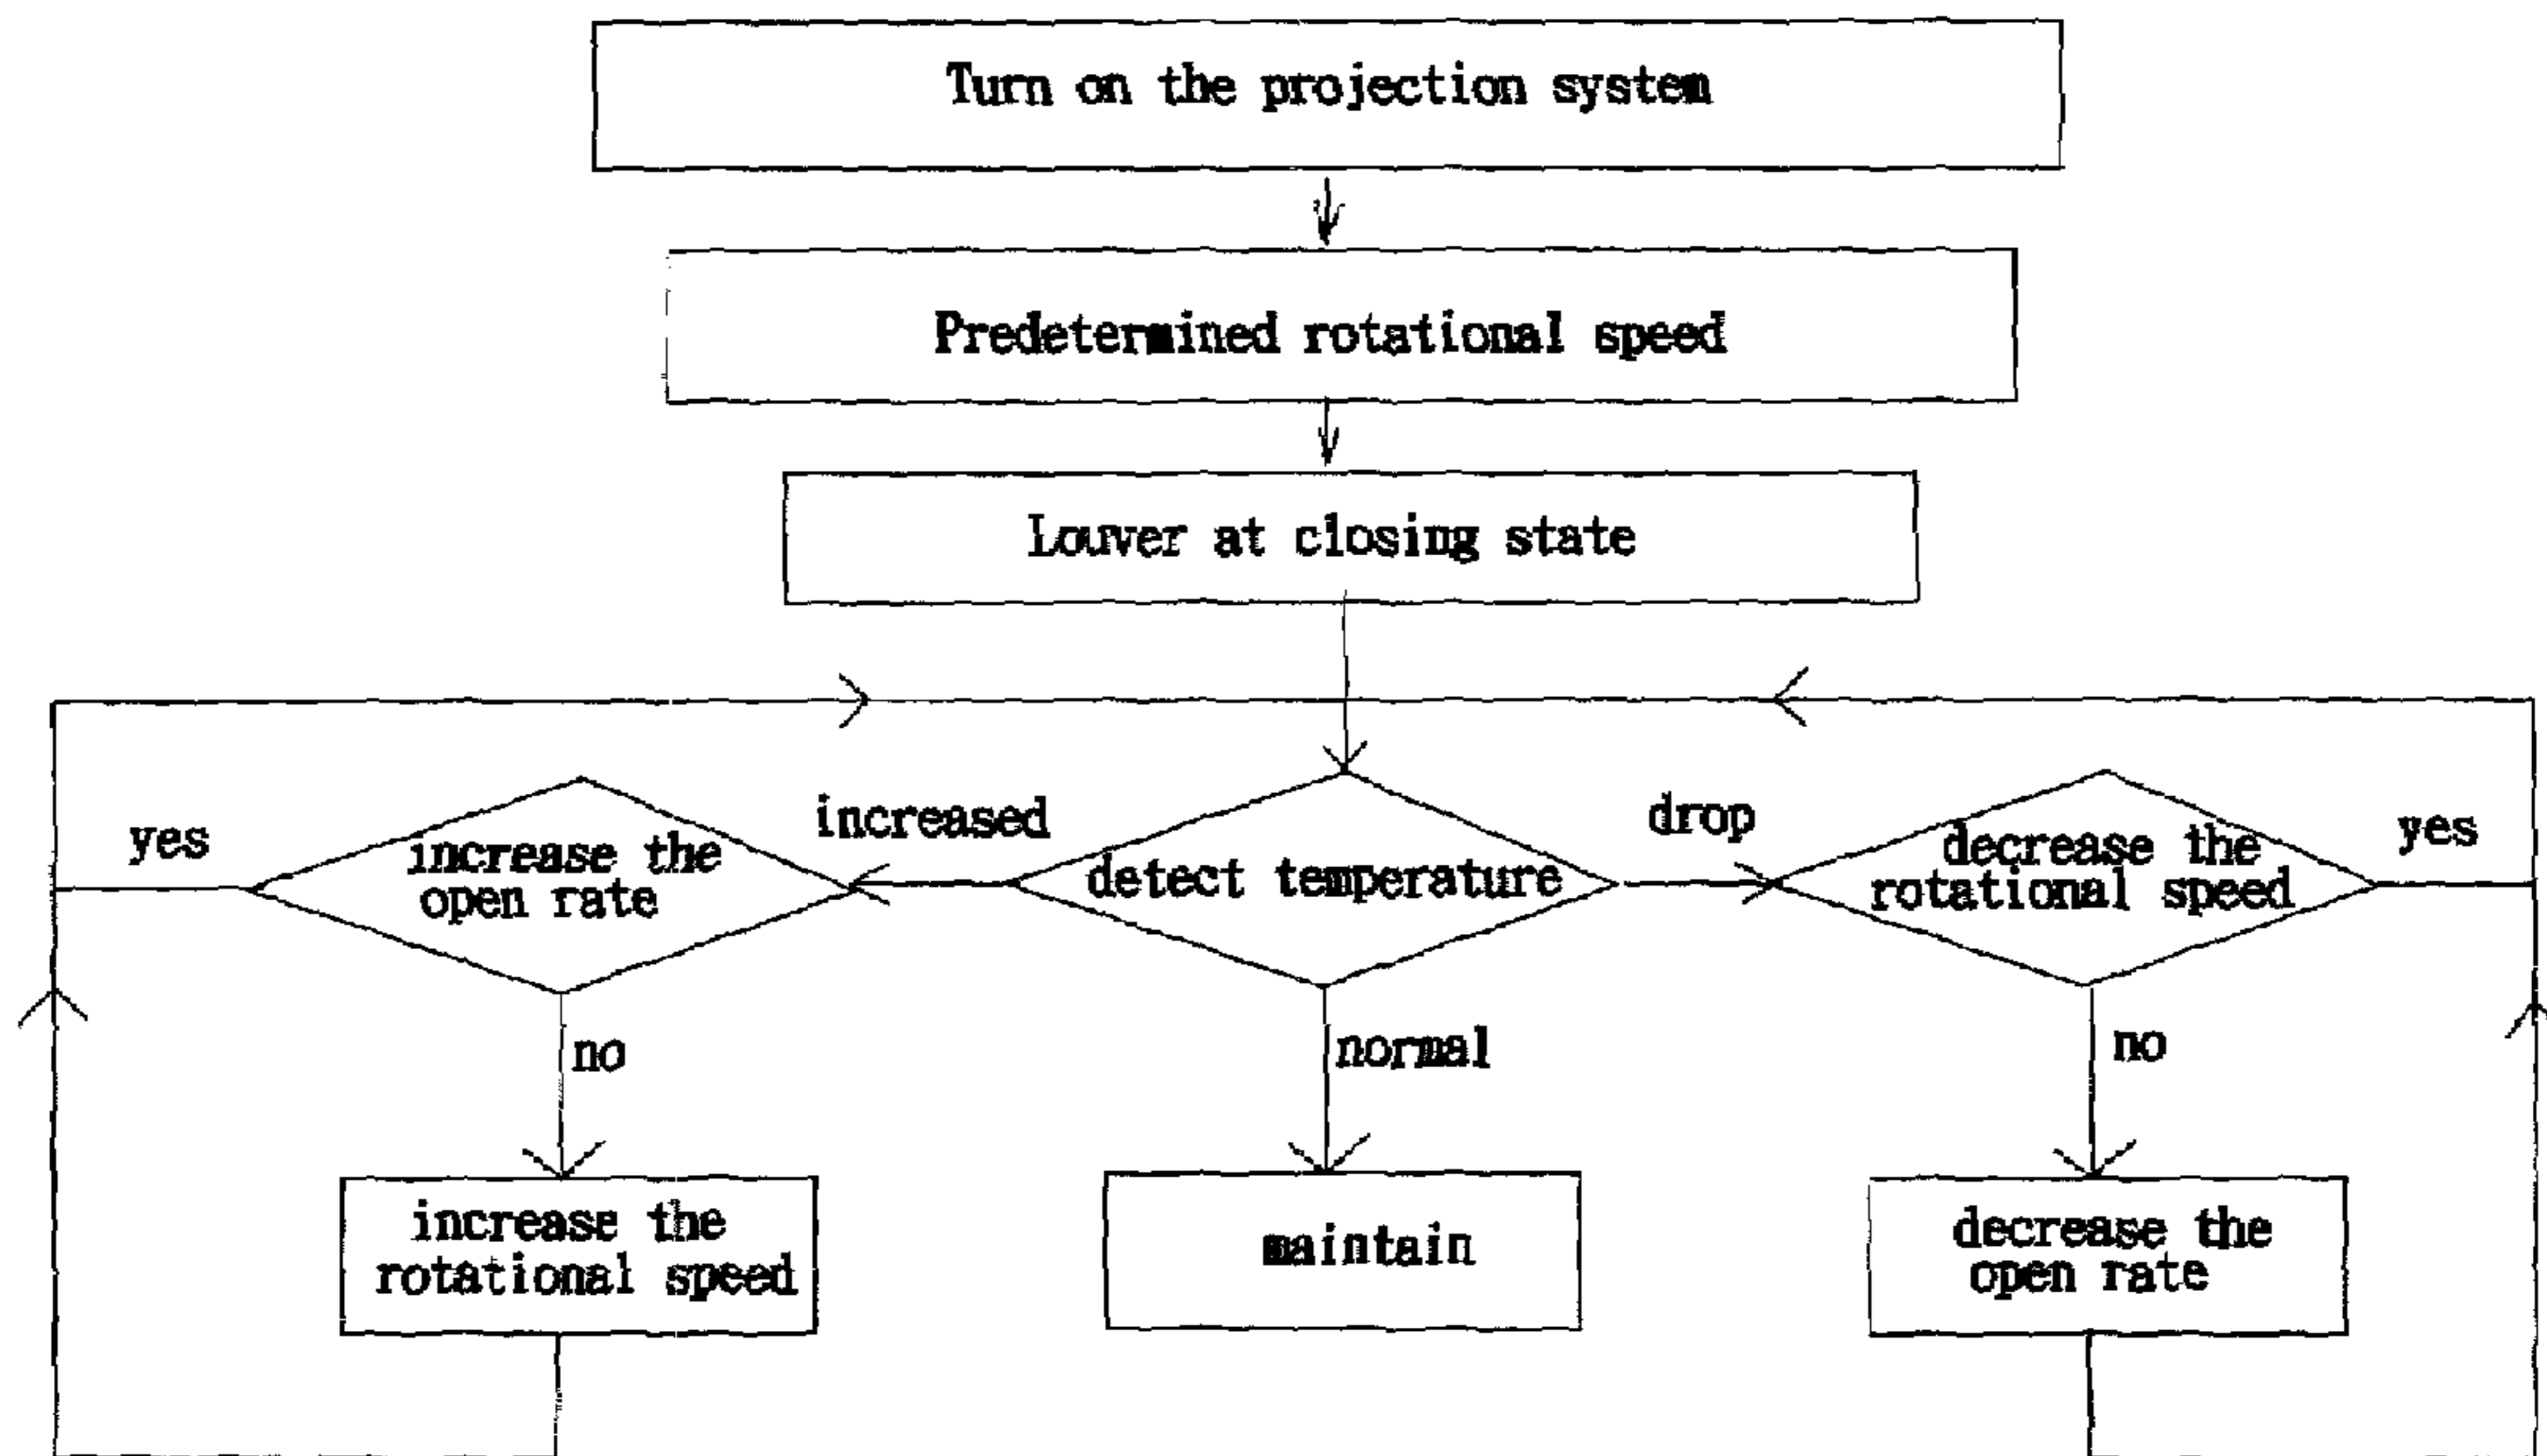 Turn on the projection system
Predetermined rotational speed
Louver at closing state
yes
increase the
open rate
increased
detect temperature
drop
decrease the
rotational speed
yes
no
normal
no
increase the
rotational speed
maintain
decrease the
open rate